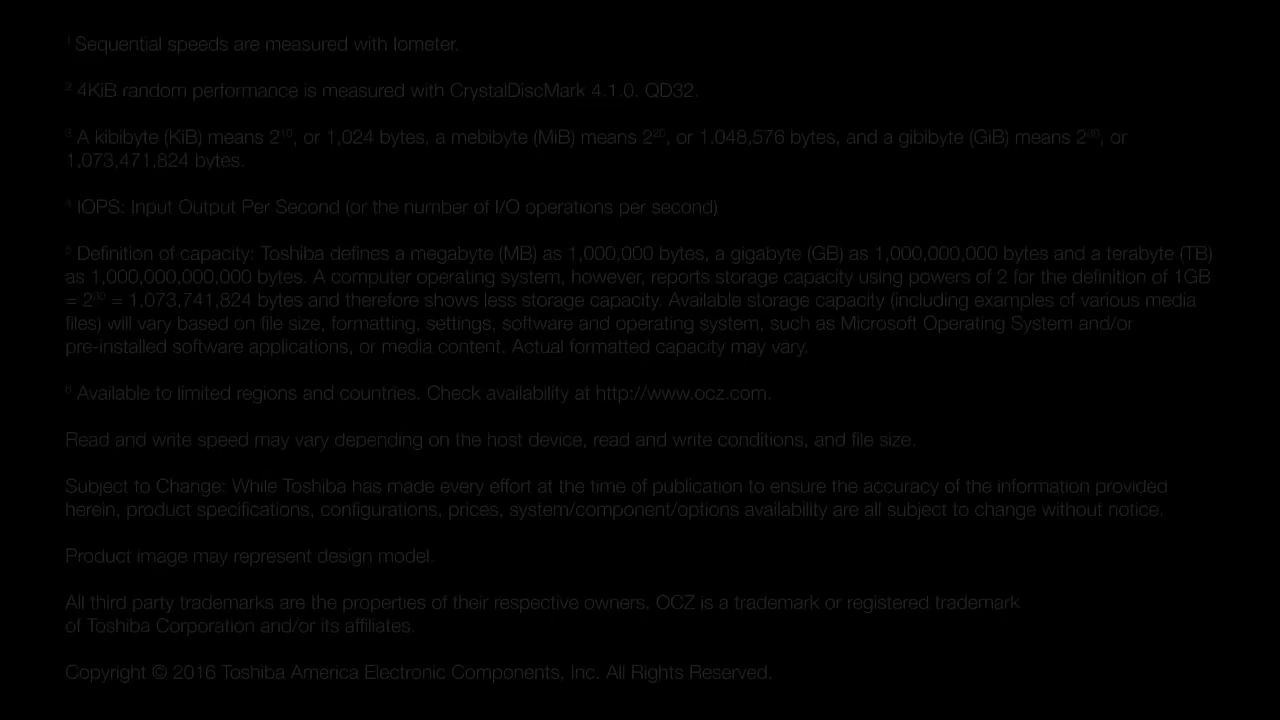 ¹ Sequential speeds are measured with Iometer.
² 4KiB random performance is measured with CrystalDiscMark 4.1.0. QD32.
³ A kibibyte (KiB) means 2¹⁰, or 1,024 bytes, a mebibyte (MiB) means 2²⁰, or 1.048,576 bytes, and a gibibyte (GiB) means 2³⁰, or
1,073,471,824 bytes.
⁴ IOPS: Input Output Per Second (or the number of I/O operations per second)
⁵ Definition of capacity: Toshiba defines a megabyte (MB) as 1,000,000 bytes, a gigabyte (GB) as 1,000,000,000 bytes and a terabyte (TB)
as 1,000,000,000,000 bytes. A computer operating system, however, reports storage capacity using powers of 2 for the definition of 1GB
= 2³⁰ = 1,073,741,824 bytes and therefore shows less storage capacity. Available storage capacity (including examples of various media
files) will vary based on file size, formatting, settings, software and operating system, such as Microsoft Operating System and/or
pre-installed software applications, or media content. Actual formatted capacity may vary.
⁶ Available to limited regions and countries. Check availability at http://www.ocz.com.
Read and write speed may vary depending on the host device, read and write conditions, and file size.
Subject to Change: While Toshiba has made every effort at the time of publication to ensure the accuracy of the information provided
herein, product specifications, configurations, prices, system/component/options availability are all subject to change without notice.
Product image may represent design model.
All third party trademarks are the properties of their respective owners. OCZ is a trademark or registered trademark
of Toshiba Corporation and/or its affiliates.
Copyright © 2016 Toshiba America Electronic Components, Inc. All Rights Reserved.